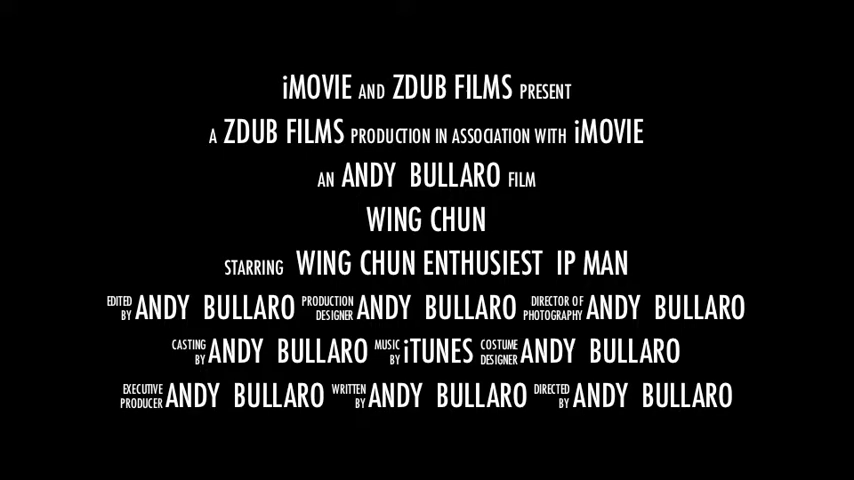 iMOVIE AND ZDUB FILMS PRESENT
A ZDUB FILMS PRODUCTION IN ASSOCIATION WITH iMOVIE
AN ANDY BULLARO FILM
WING CHUN
STARRING WING CHUN ENTHUSIEST IP MAN
EDITED BY ANDY BULLARO PRODUCTION DESIGNER ANDY BULLARO DIRECTOR OF PHOTOGRAPHY ANDY BULLARO
CASTING BY ANDY BULLARO MUSIC BY iTUNES COSTUME DESIGNER ANDY BULLARO
EXECUTIVE PRODUCER ANDY BULLARO WRITTEN BY ANDY BULLARO DIRECTED BY ANDY BULLARO